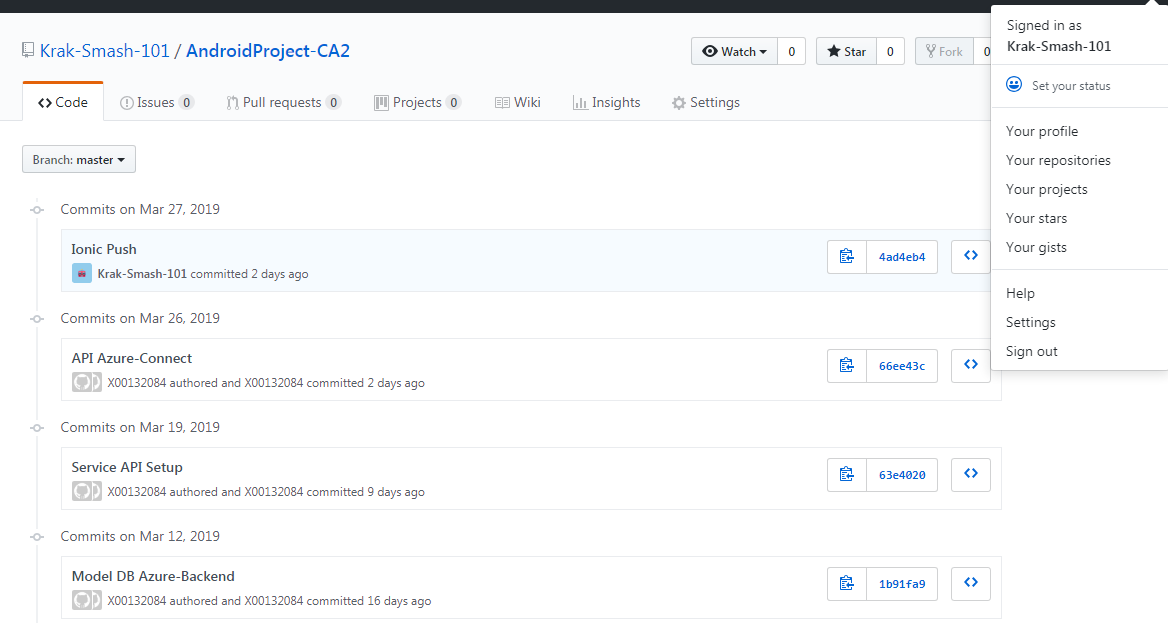 Krak-Smash-101 / AndroidProject-CA2
Watch 0 Star 0 Fork 0
Code Issues 0 Pull requests 0 Projects 0 Wiki Insights Settings
Branch: master
Commits on Mar 27, 2019
Ionic Push
Krak-Smash-101 committed 2 days ago
4ad4eb4
Commits on Mar 26, 2019
API Azure-Connect
X00132084 authored and X00132084 committed 2 days ago
66ee43c
Commits on Mar 19, 2019
Service API Setup
X00132084 authored and X00132084 committed 9 days ago
63e4020
Commits on Mar 12, 2019
Model DB Azure-Backend
X00132084 authored and X00132084 committed 16 days ago
1b91fa9
Signed in as
Krak-Smash-101
Set your status
Your profile
Your repositories
Your projects
Your stars
Your gists
Help
Settings
Sign out